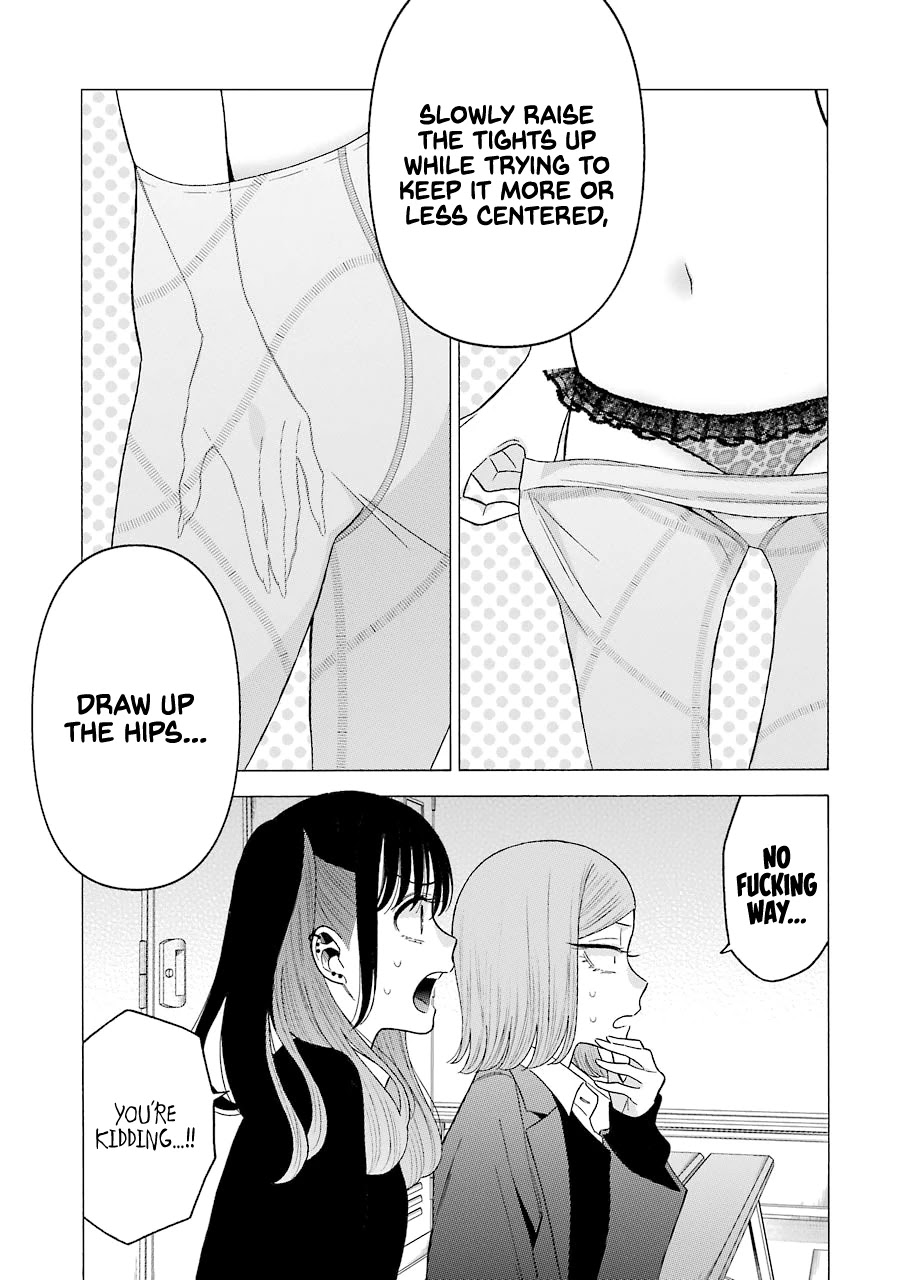 SLOWLY RAISE
THE TIGHTS UP
WHILE TRYING TO
KEEP IT MORE OR
LESS CENTERED,
DRAW UP
THE HIPS...
NO
FUCKING
WAY...
YOU'RE
KIDDING...!!